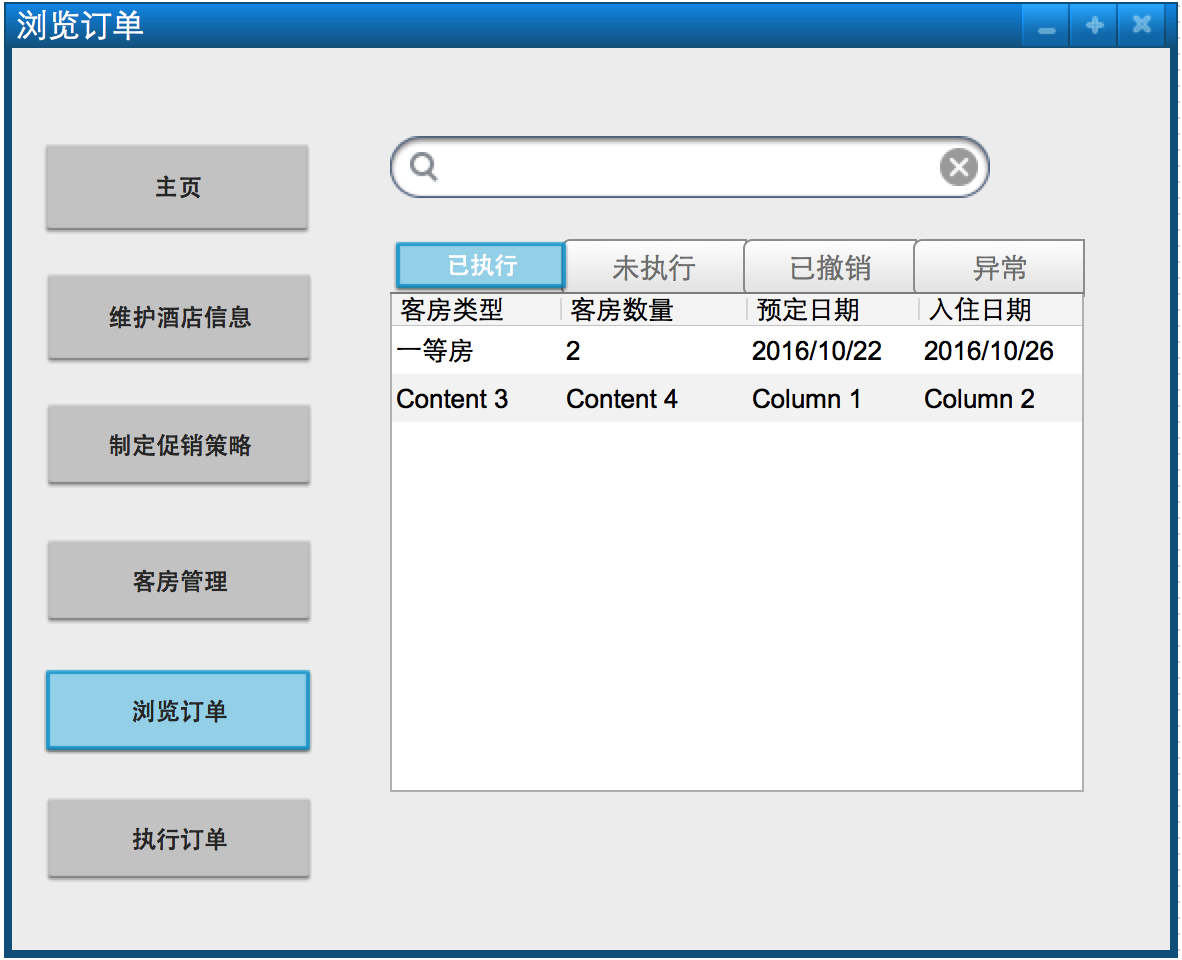 浏览订单
主页
维护酒店信息
制定促销策略
客房管理
浏览订单
执行订单
已执行 未执行 已撤销 异常
客房类型 客房数量 预定日期 入住日期
一等房 2 2016/10/22 2016/10/26
Content 3 Content 4 Column 1 Column 2